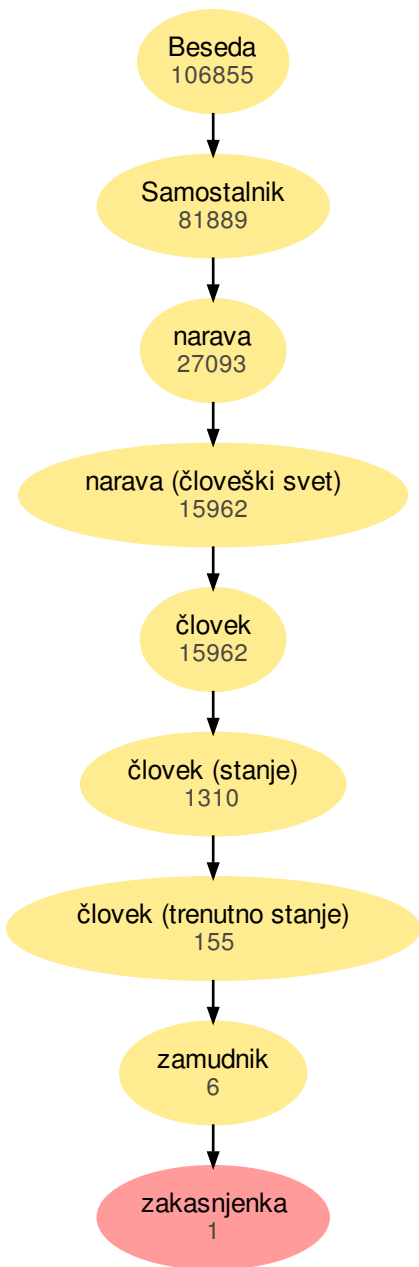 Beseda
106855
Samostalnik
81889
narava
27093
narava (človeški svet)
15962
človek
15962
človek (stanje)
1310
človek (trenutno stanje)
155
zamudnik
6
zakasnjenka
1